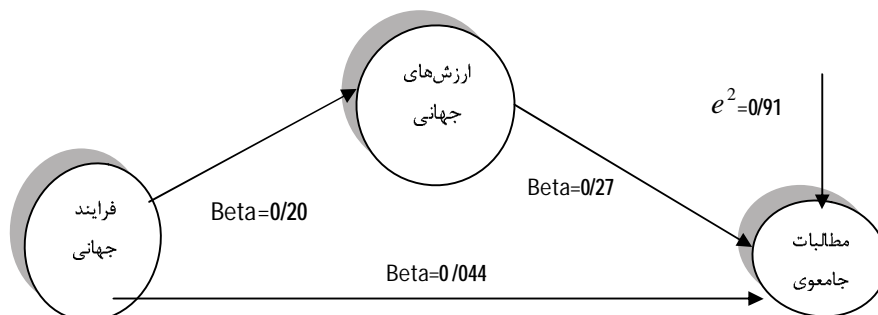 ارزش‌های
جهانی
e²=0/91
فرایند
جهانی
Beta=0/20
Beta=0/27
مطالبات
جامعوی
Beta=0/044